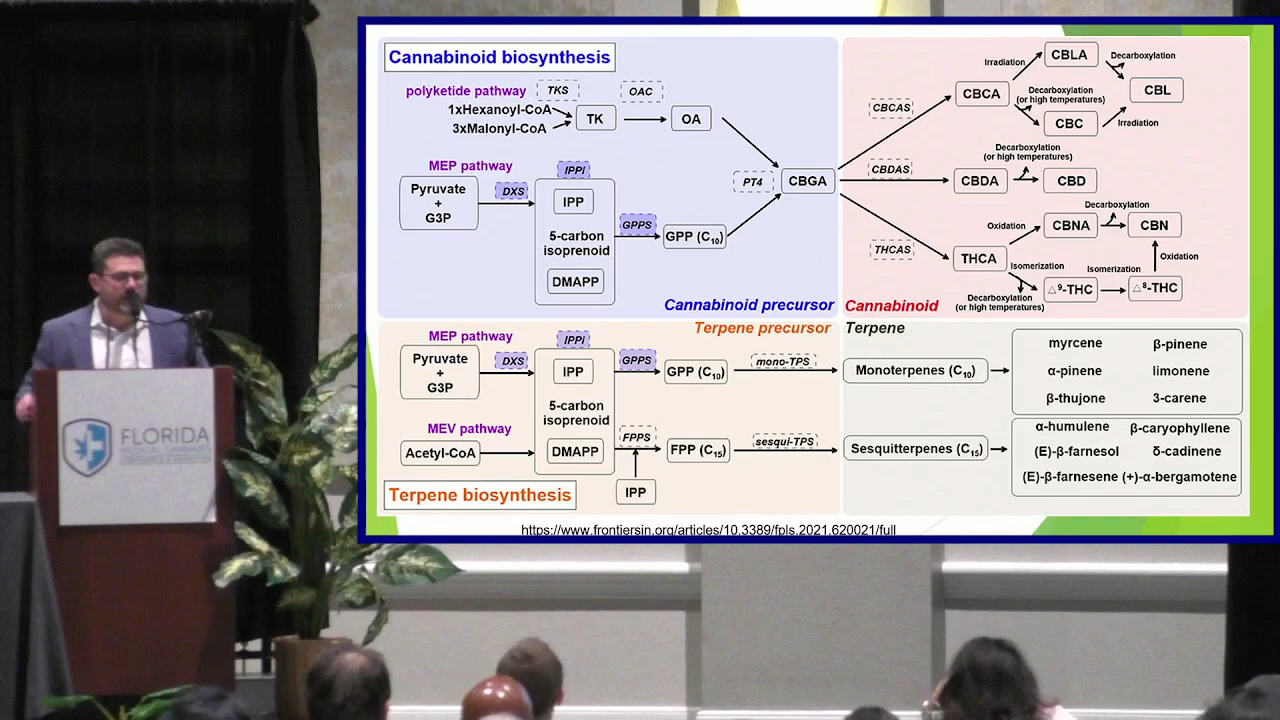 Cannabinoid biosynthesis
polyketide pathway
TKS
OAC
1xHexanoyl-CoA
3xMalonyl-CoA
TK
OA
MEP pathway
Pyruvate
+
G3P
DXS
IPPi
IPP
5-carbon
isoprenoid
DMAPP
GPPS
GPP (C₁₀)
PT4
CBGA
Cannabinoid precursor
CBCAS
CBDAS
THCAS
CBCA
Irradiation
CBLA
Decarboxylation
CBL
Decarboxylation
(or high temperatures)
CBC
Irradiation
Decarboxylation
(or high temperatures)
CBDA
CBD
Decarboxylation
Oxidation
CBNA
CBN
THCA
Isomerization
Isomerization
Oxidation
△⁹-THC
△⁸-THC
Decarboxylation
(or high temperatures)
Cannabinoid
Terpene precursor
Terpene
MEP pathway
Pyruvate
+
G3P
DXS
IPPi
IPP
5-carbon
isoprenoid
DMAPP
GPPS
GPP (C₁₀)
mono-TPS
Monoterpenes (C₁₀)
myrcene β-pinene
α-pinene limonene
β-thujone 3-carene
MEV pathway
Acetyl-CoA
FPPS
FPP (C₁₅)
IPP
sesqui-TPS
Sesquitterpenes (C₁₅)
α-humulene β-caryophyllene
(E)-β-farnesol δ-cadinene
(E)-β-farnesene (+)-α-bergamotene
Terpene biosynthesis
https://www.frontiersin.org/articles/10.3389/fpls.2021.620021/full
FLORIDA
MEDICAL CANNABIS